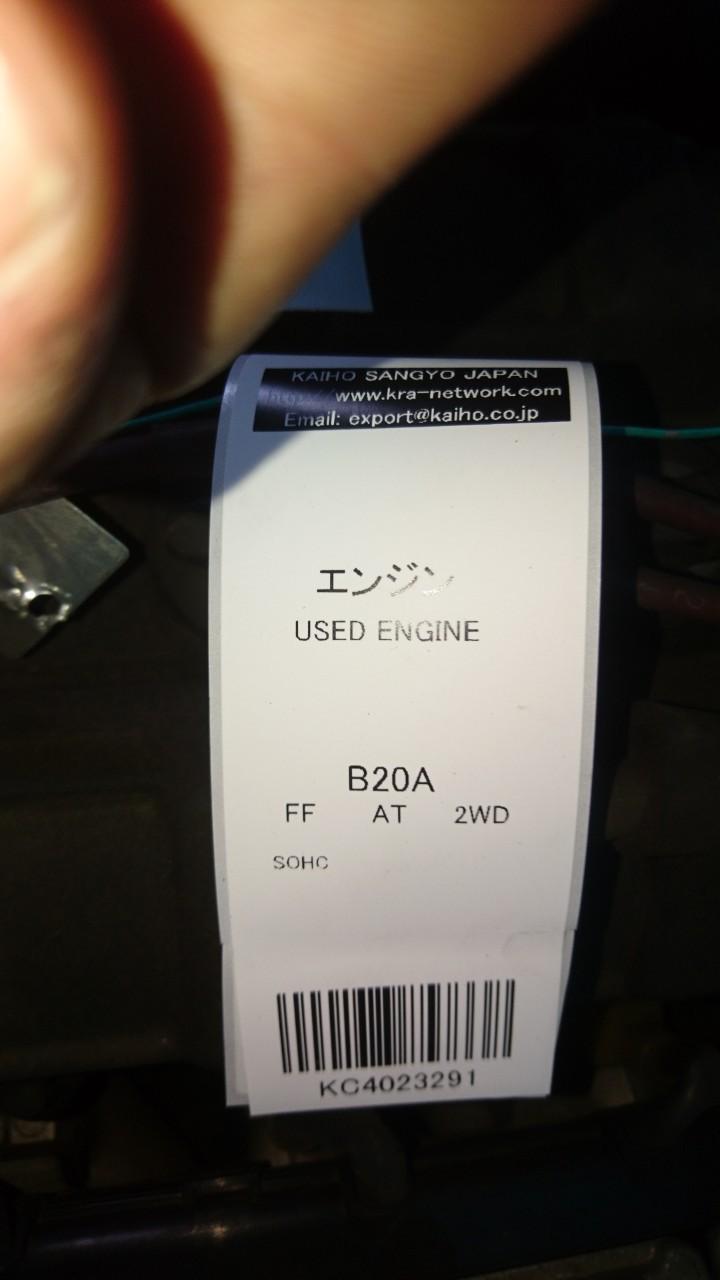 KAIHO SANGYO JAPAN
http://www.kra-network.com
Email: export@kaiho.co.jp
エンジン
USED ENGINE
B20A
FF AT 2WD
SOHC
KC4023291